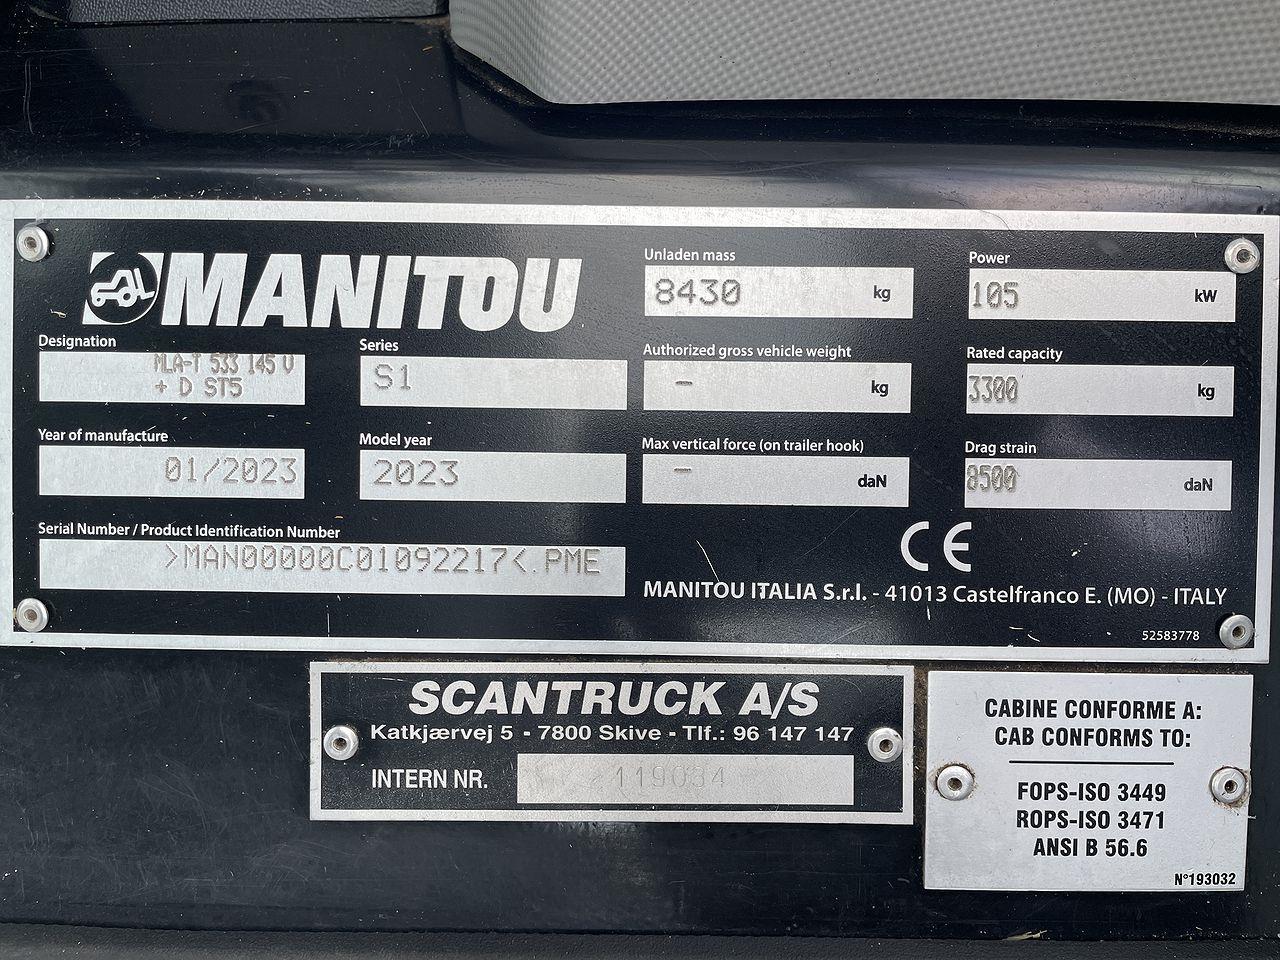 MANITOU
Unladen mass
8430 kg
Power
105 kW
Designation
MLA-T 533 145 V
+ D ST5
Series
S1
Authorized gross vehicle weight
– kg
Rated capacity
3300 kg
Year of manufacture
01/2023
Model year
2023
Max vertical force (on trailer hook)
– daN
Drag strain
8500 daN
Serial Number / Product Identification Number
>MAN00000C01092217<.PME
CE
MANITOU ITALIA S.r.l. - 41013 Castelfranco E. (MO) - ITALY
52583778
SCANTRUCK A/S
Katkjærvej 5 - 7800 Skive - Tlf.: 96 147 147
INTERN NR. 119034
CABINE CONFORME A:
CAB CONFORMS TO:
FOPS-ISO 3449
ROPS-ISO 3471
ANSI B 56.6
N°193032